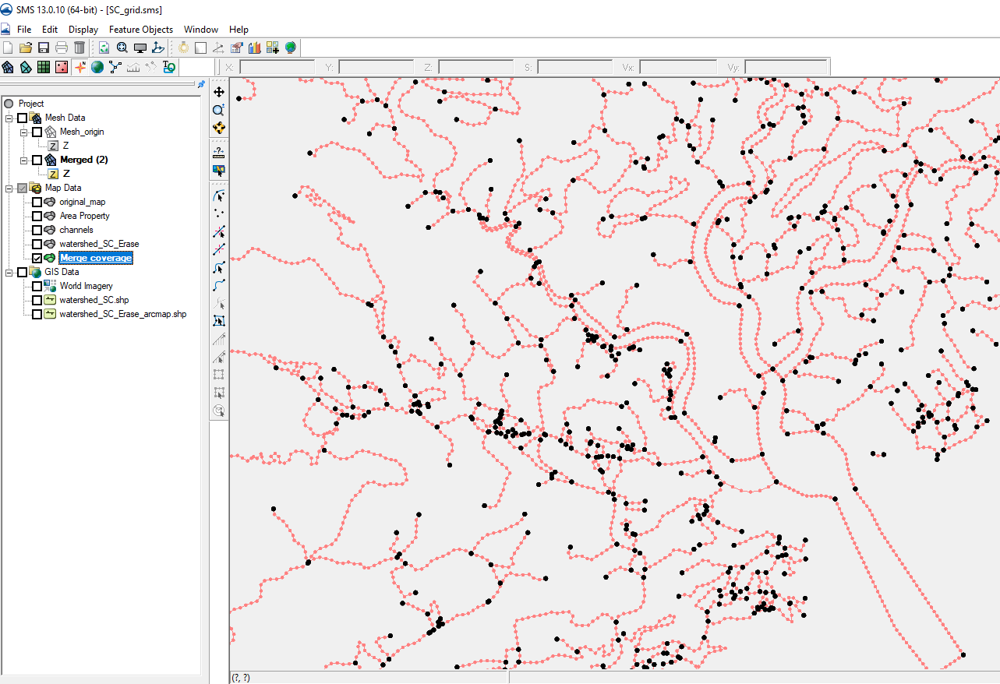 SMS 13.0.10 (64-bit) - [SC_grid.sms]
File Edit Display Feature Objects Window Help
X: Y: Z: S: Vx: Vy:
Project
Mesh Data
Mesh_origin
Z Z
Merged (2)
Z Z
Map Data
original_map
Area Property
channels
watershed_SC_Erase
Merge coverage
GIS Data
World Imagery
watershed_SC.shp
watershed_SC_Erase_arcmap.shp
(?, ?)